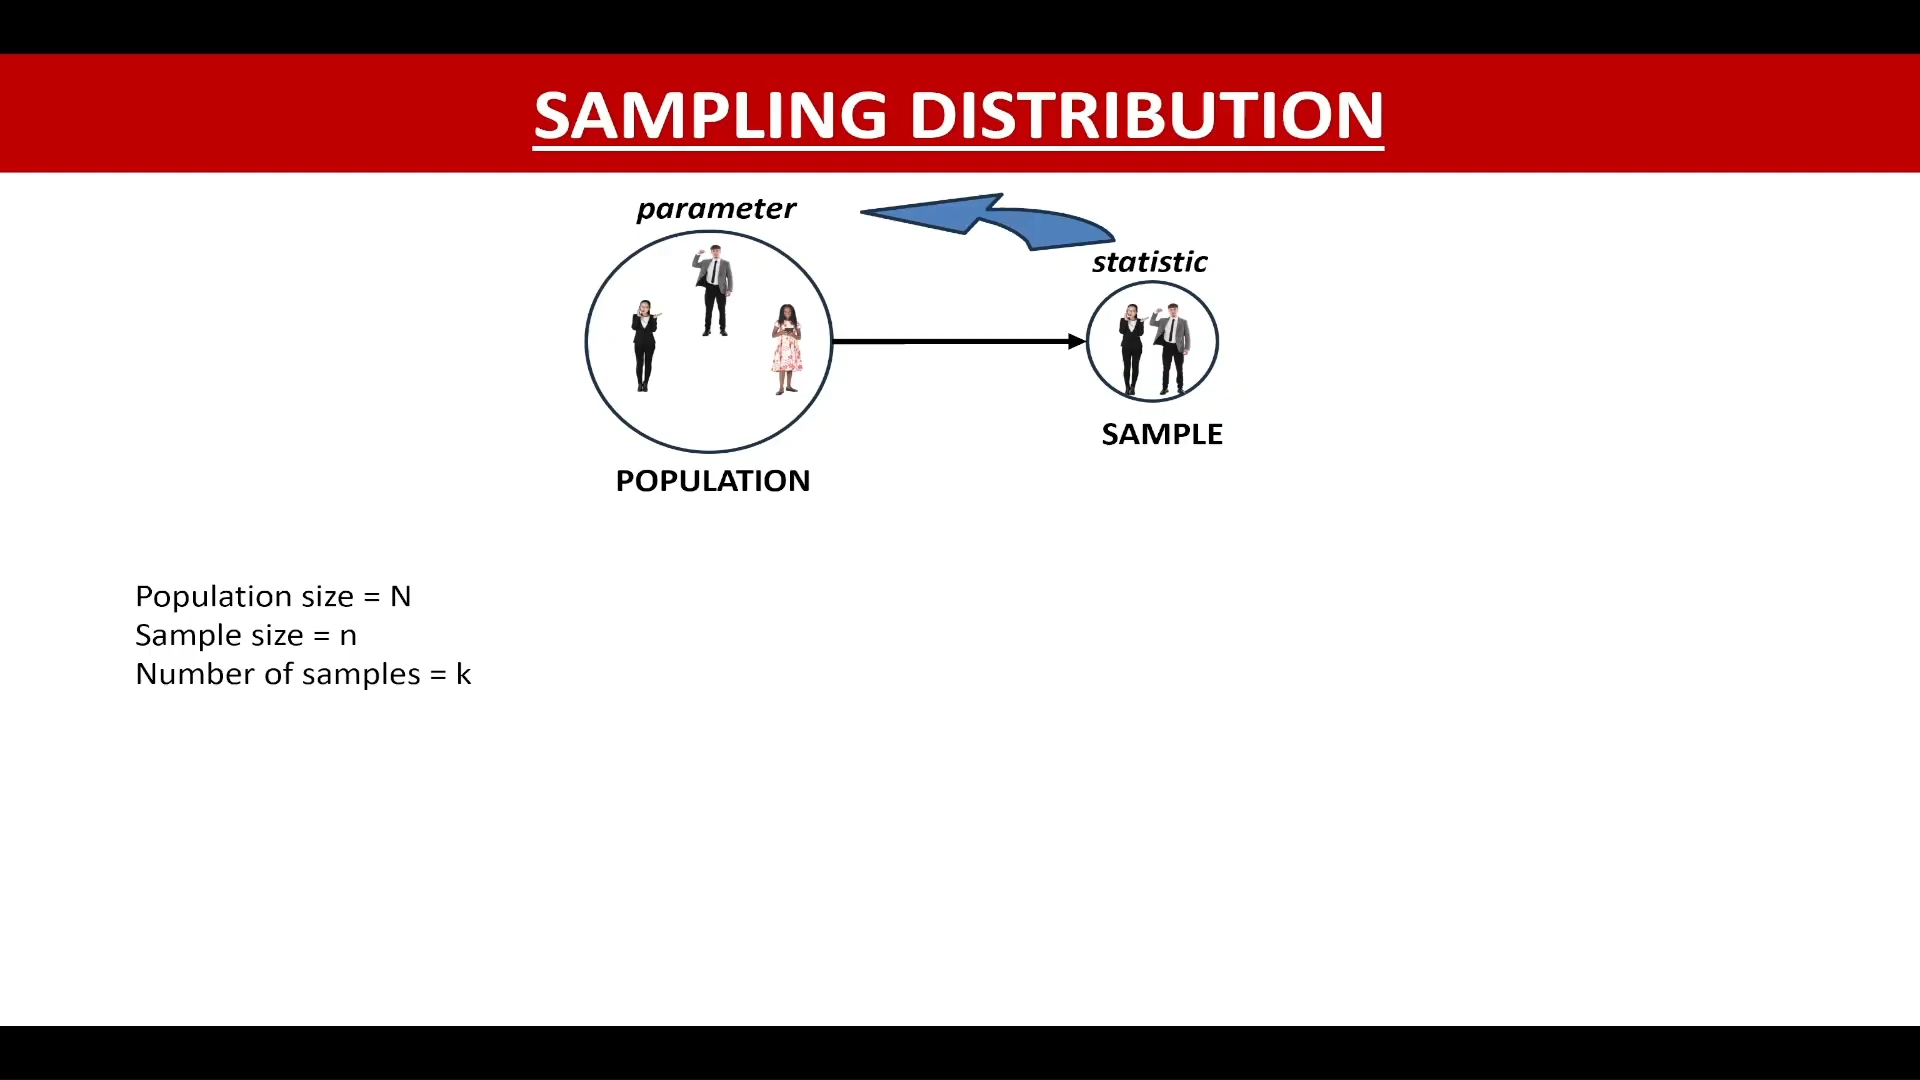 SAMPLING DISTRIBUTION
parameter
statistic
SAMPLE
POPULATION
Population size = N
Sample size = n
Number of samples = k